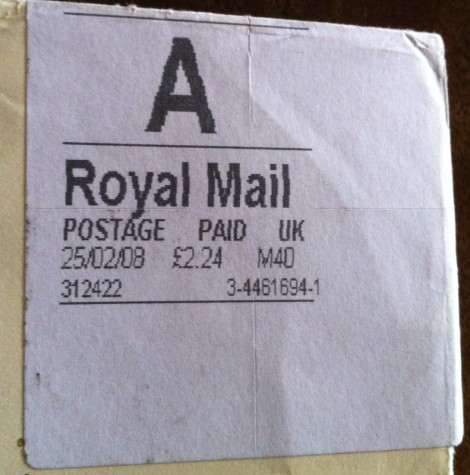 A
Royal Mail
POSTAGE PAID UK
25/02/08 £2.24 M40
312422 3-4461694-1